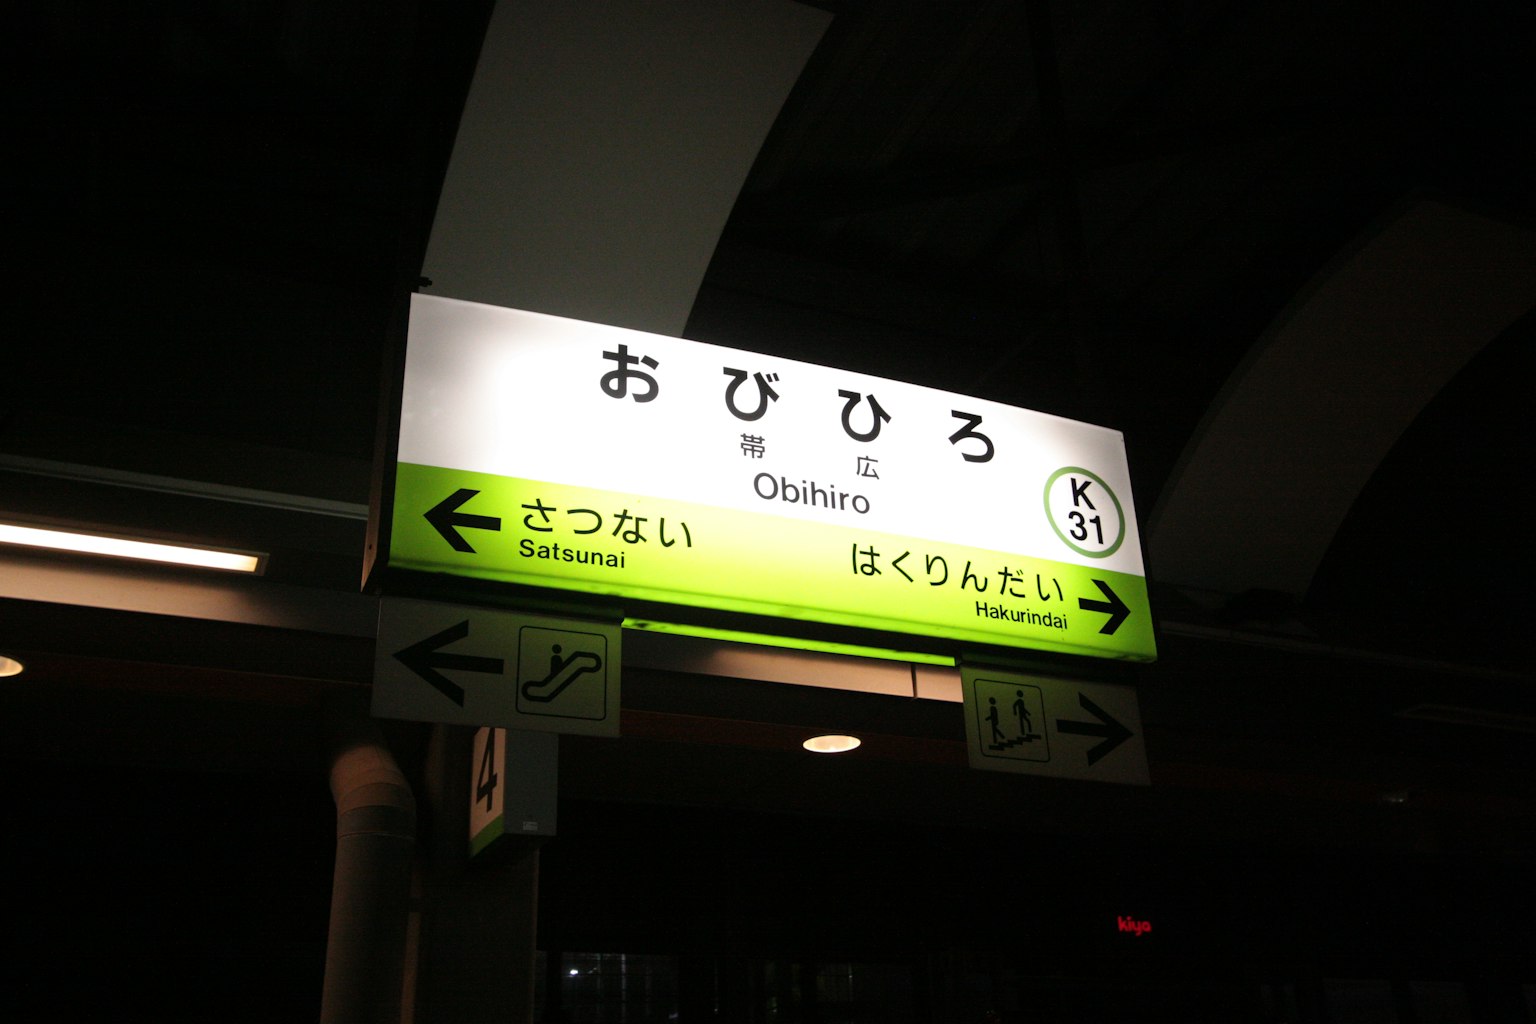 おびひろ
帯広
Obihiro
K
31
さつない
Satsunai
はくりんだい
Hakurindai
4
kiyo